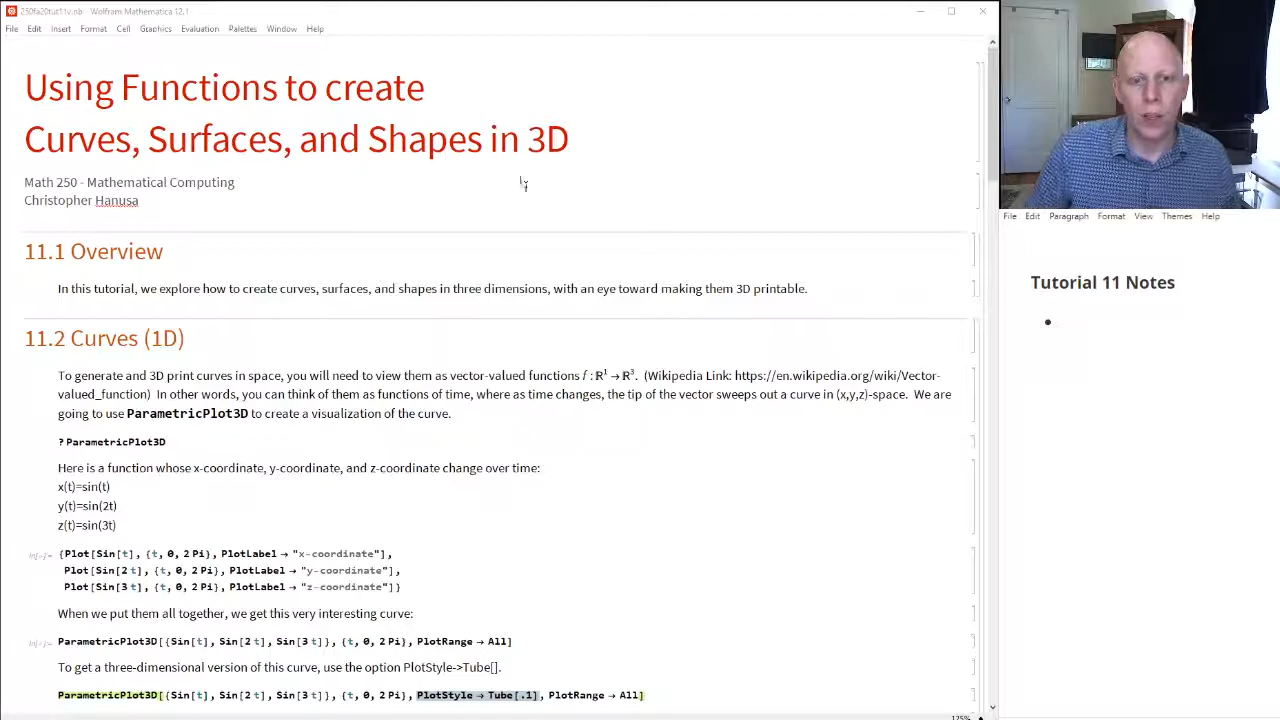 250fa20tut11v.nb - Wolfram Mathematica 12.1
File Edit Insert Format Cell Graphics Evaluation Palettes Window Help
Using Functions to create
Curves, Surfaces, and Shapes in 3D
Math 250 - Mathematical Computing
Christopher Hanusa
11.1 Overview
In this tutorial, we explore how to create curves, surfaces, and shapes in three dimensions, with an eye toward making them 3D printable.
11.2 Curves (1D)
To generate and 3D print curves in space, you will need to view them as vector-valued functions f : ℝ¹ → ℝ³. (Wikipedia Link: https://en.wikipedia.org/wiki/Vector-
valued_function) In other words, you can think of them as functions of time, where as time changes, the tip of the vector sweeps out a curve in (x,y,z)-space. We are
going to use ParametricPlot3D to create a visualization of the curve.
? ParametricPlot3D
Here is a function whose x-coordinate, y-coordinate, and z-coordinate change over time:
x(t)=sin(t)
y(t)=sin(2t)
z(t)=sin(3t)
In[•]:= {Plot[Sin[t], {t, 0, 2 Pi}, PlotLabel → "x-coordinate"],
Plot[Sin[2 t], {t, 0, 2 Pi}, PlotLabel → "y-coordinate"],
Plot[Sin[3 t], {t, 0, 2 Pi}, PlotLabel → "z-coordinate"]}
When we put them all together, we get this very interesting curve:
In[•]:= ParametricPlot3D[{Sin[t], Sin[2 t], Sin[3 t]}, {t, 0, 2 Pi}, PlotRange → All]
To get a three-dimensional version of this curve, use the option PlotStyle->Tube[].
ParametricPlot3D[{Sin[t], Sin[2 t], Sin[3 t]}, {t, 0, 2 Pi}, PlotStyle → Tube[.1], PlotRange → All]
125%
File Edit Paragraph Format View Themes Help
Tutorial 11 Notes
•